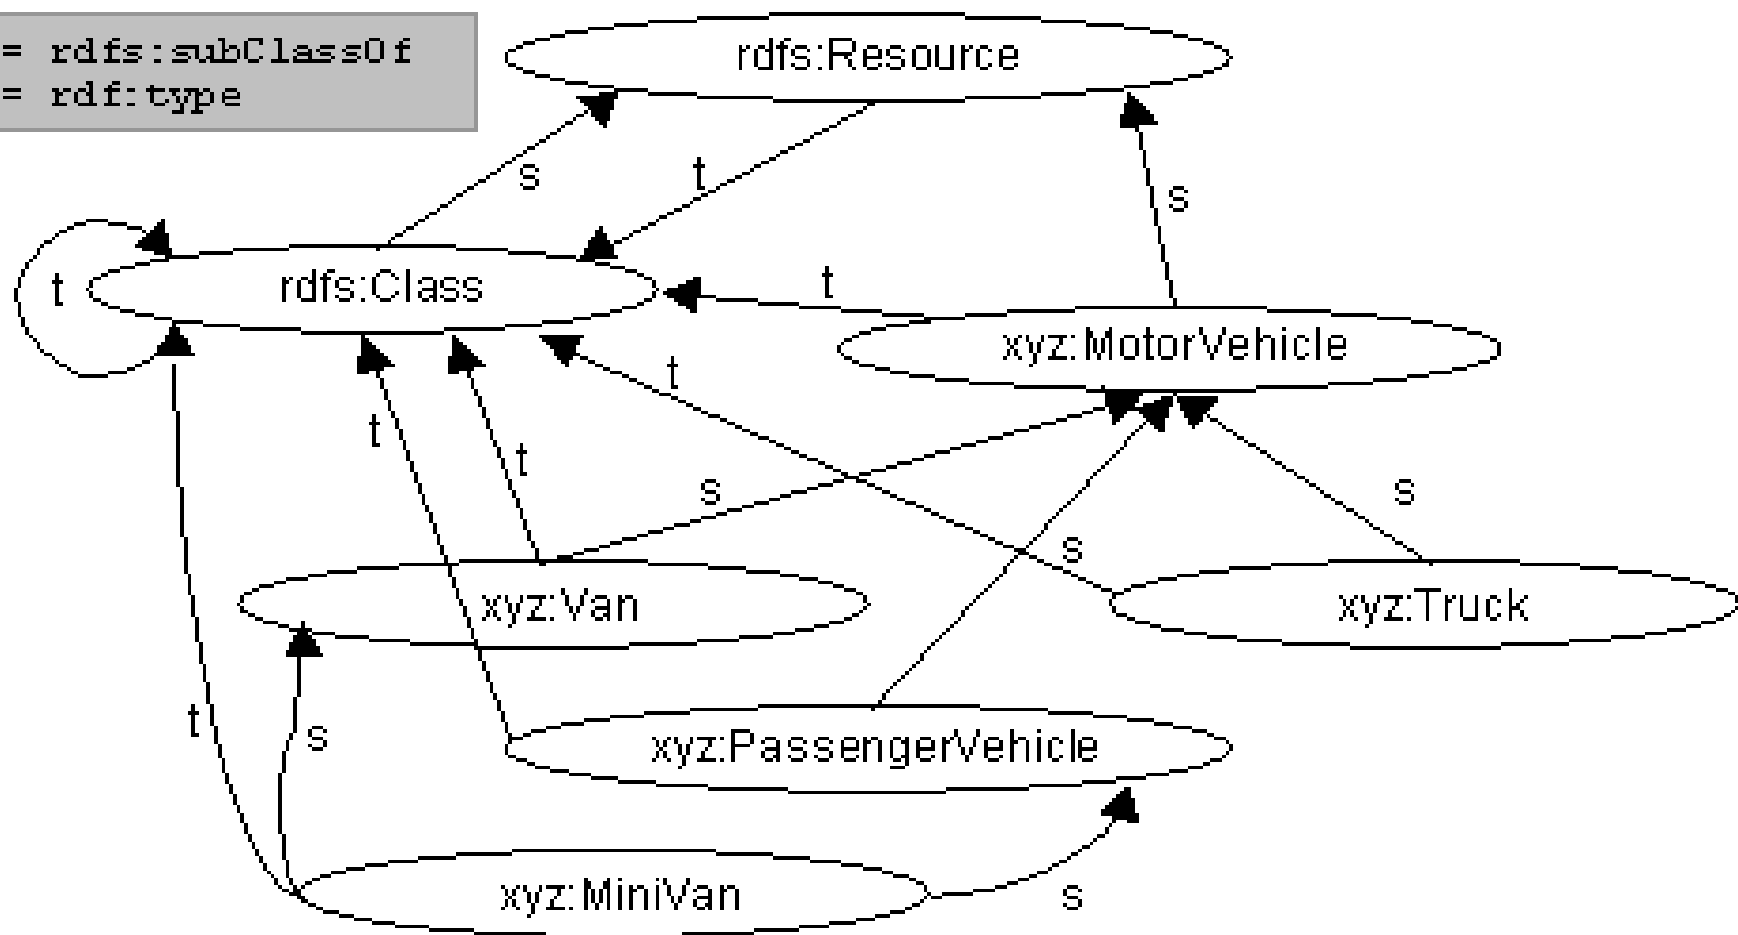 = rdfs:subClassOf
= rdf:type
rdfs:Resource
s
t
s
t
rdfs:Class
t
xyz:MotorVehicle
t
t
t
s
s
s
xyz:Van
xyz:Truck
t
s
xyz:PassengerVehicle
xyz:MiniVan
s